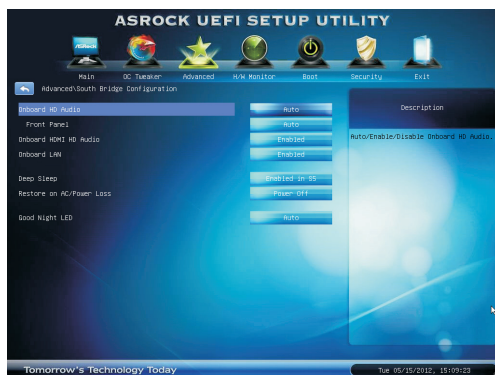 ASROCK UEFI SETUP UTILITY
ASRock
Main OC Tweaker Advanced H/W Monitor Boot Security Exit
Advanced\South Bridge Configuration
Onboard HD Audio Auto
Front Panel Auto
Onboard HDMI HD Audio Enabled
Onboard LAN Enabled
Deep Sleep Enabled in S5
Restore on AC/Power Loss Power Off
Good Night LED Auto
Description
Auto/Enable/Disable Onboard HD Audio.
Tomorrow's Technology Today
Tue 05/15/2012, 15:09:23